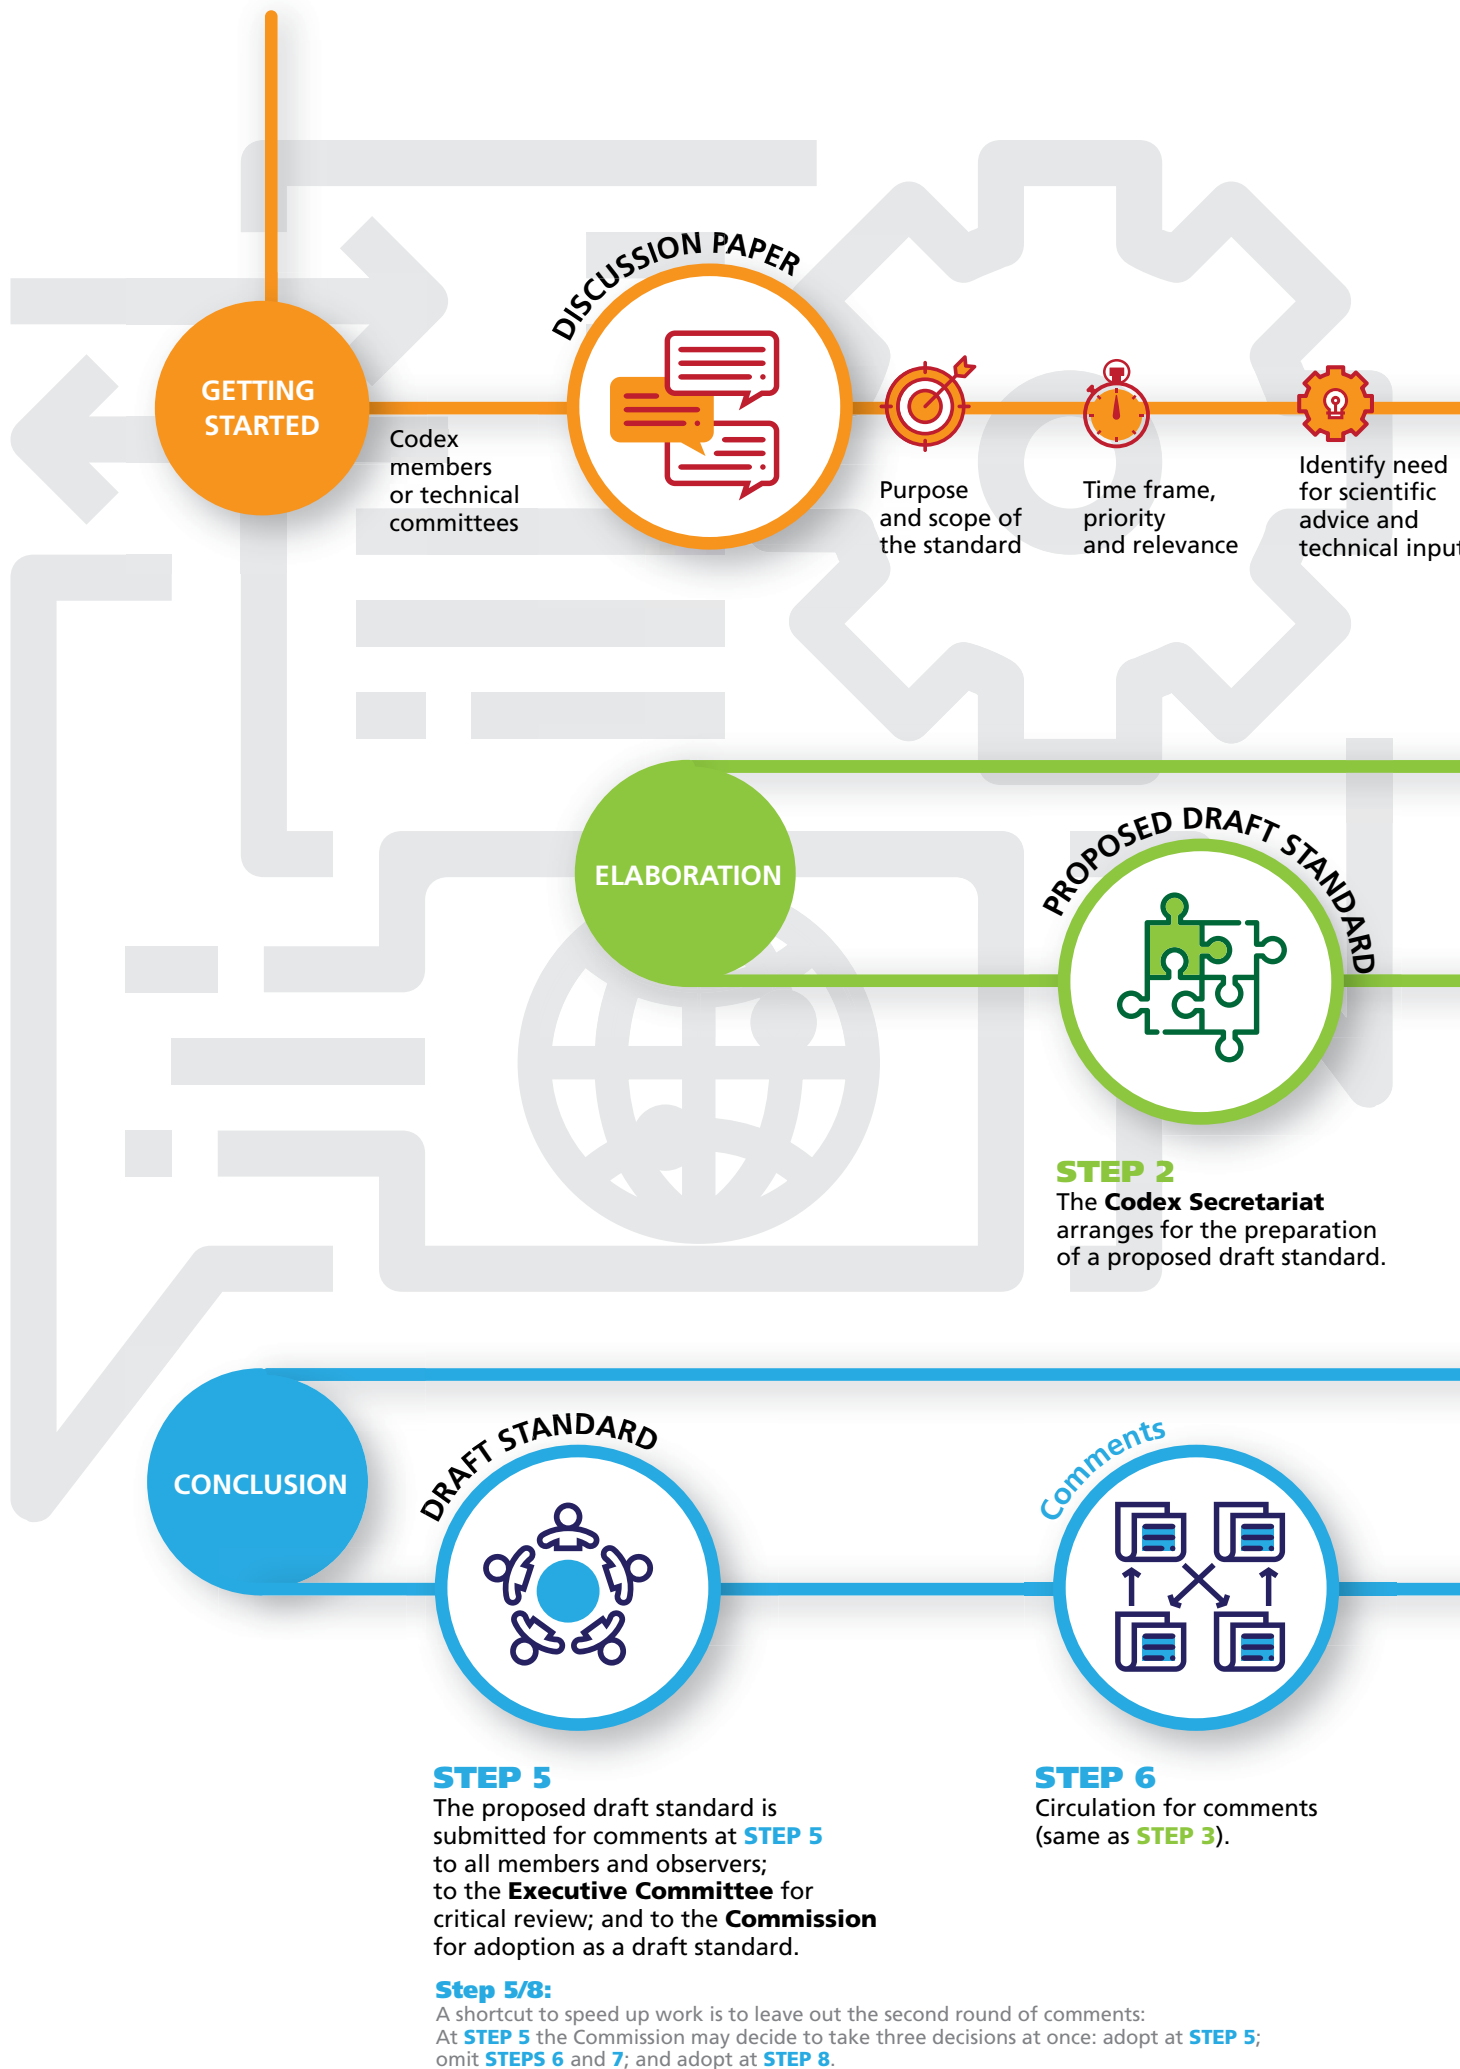 DISCUSSION PAPER
GETTING
STARTED
Codex
members
or technical
committees
Purpose
and scope of
the standard
Time frame,
priority
and relevance
Identify need
for scientific
advice and
technical input
ELABORATION
PROPOSED DRAFT STANDARD
STEP 2
The Codex Secretariat
arranges for the preparation
of a proposed draft standard.
CONCLUSION
DRAFT STANDARD
Comments
STEP 5
The proposed draft standard is
submitted for comments at STEP 5
to all members and observers;
to the Executive Committee for
critical review; and to the Commission
for adoption as a draft standard.
STEP 6
Circulation for comments
(same as STEP 3).
Step 5/8:
A shortcut to speed up work is to leave out the second round of comments:
At STEP 5 the Commission may decide to take three decisions at once: adopt at STEP 5;
omit STEPS 6 and 7; and adopt at STEP 8.